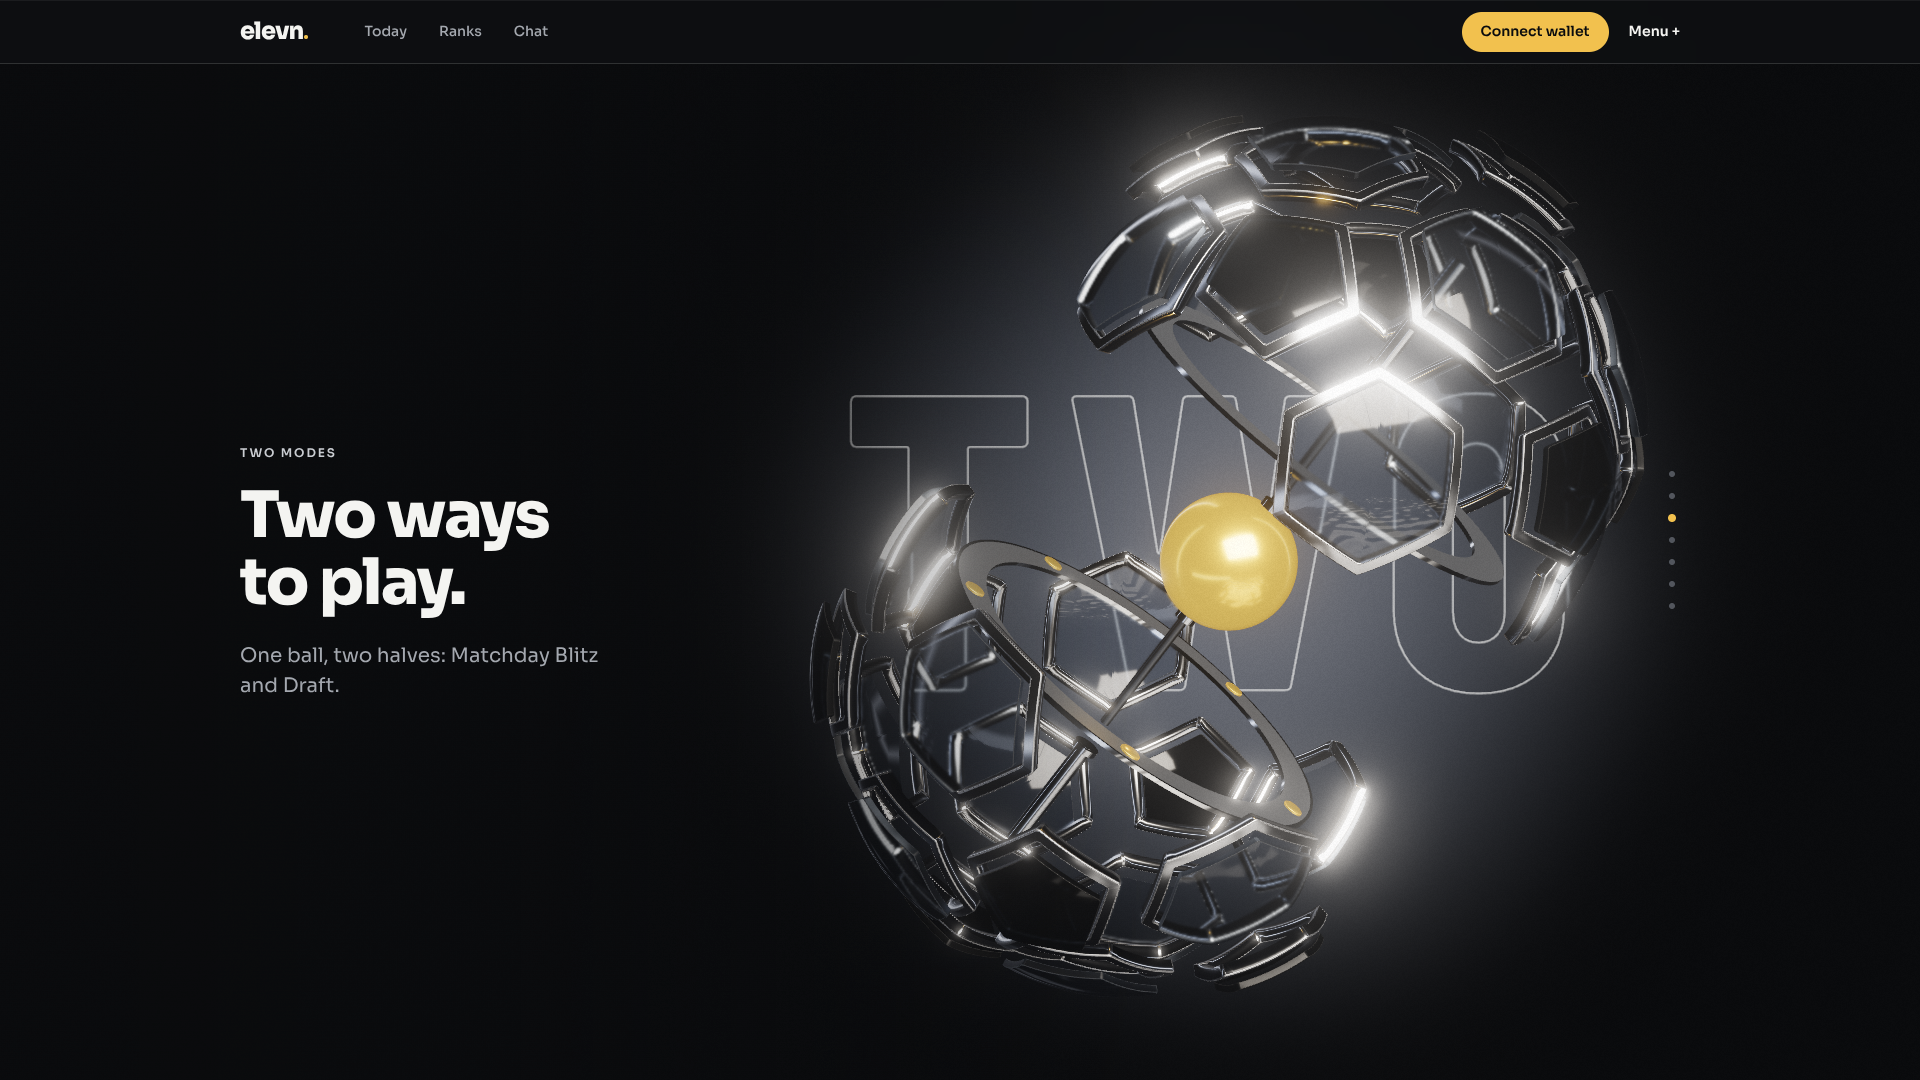 elevn.
Today
Ranks
Chat
Connect wallet
Menu +
TWO
TWO MODES
Two ways
to play.
One ball, two halves: Matchday Blitz
and Draft.